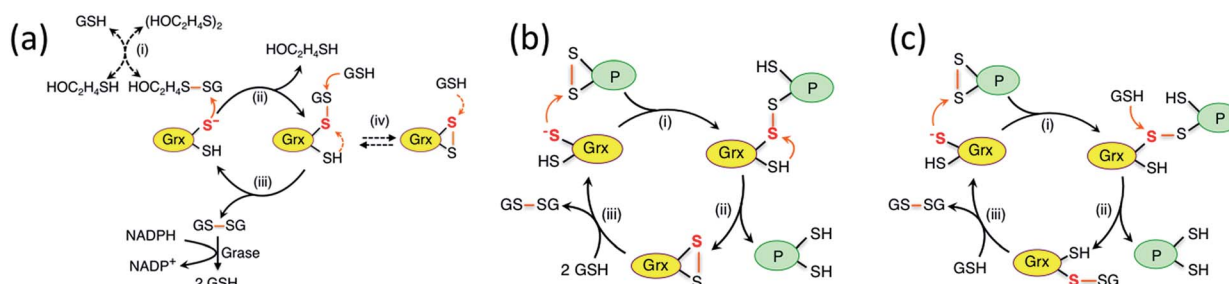 (a)
GSH
(HOC₂H₄S)₂
(i)
HOC₂H₄SH
HOC₂H₄S–SG
HOC₂H₄SH
(ii)
GSH
GS
S
Grx
S⁻
SH
Grx
SH
(iv)
GSH
Grx
S
S
(iii)
GS–SG
NADPH
Grase
NADP⁺
2 GSH
(b)
S
S
P
HS
P
S
S
(i)
⁻S
HS
Grx
Grx
SH
GS–SG
(iii)
(ii)
2 GSH
Grx
S
S
P
SH
SH
(c)
S
S
P
GSH
HS
P
(i)
S–S
⁻S
HS
Grx
Grx
SH
GS–SG
(iii)
(ii)
GSH
Grx
SH
S–SG
P
SH
SH